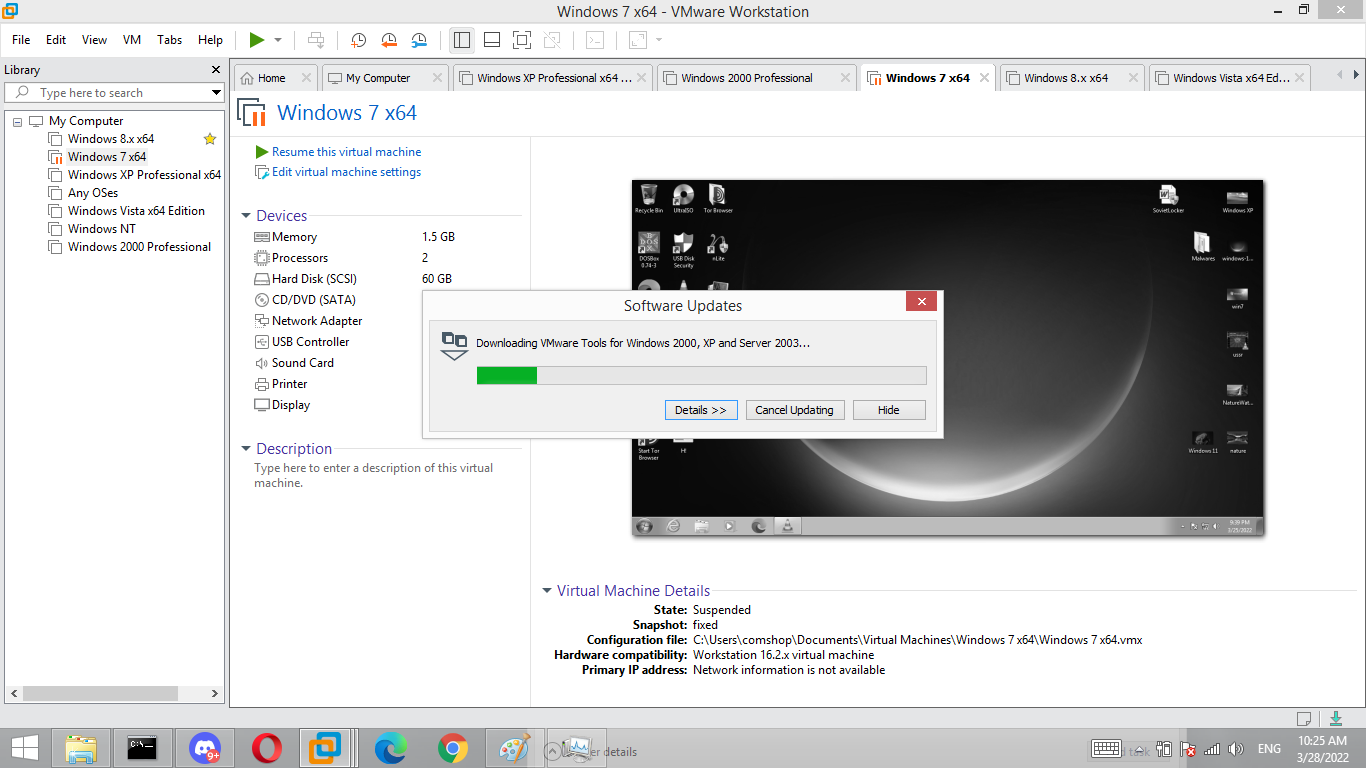 Windows 7 x64 - VMware Workstation
File Edit View VM Tabs Help
Library
Type here to search
My Computer
Windows 8.x x64
Windows 7 x64
Windows XP Professional x64
Any OSes
Windows Vista x64 Edition
Windows NT
Windows 2000 Professional
Home My Computer Windows XP Professional x64 ... Windows 2000 Professional Windows 7 x64 Windows 8.x x64 Windows Vista x64 Ed...
Windows 7 x64
Resume this virtual machine
Edit virtual machine settings
Devices
Memory 1.5 GB
Processors 2
Hard Disk (SCSI) 60 GB
CD/DVD (SATA)
Network Adapter
USB Controller
Sound Card
Printer
Display
Description
Type here to enter a description of this virtual
machine.
Recycle Bin UltraISO Tor Browser SovietLocker Windows XP
DOSBox 0.74-3 USB Disk Security nLite Malwares windows-1...
win7
ussr
NatureWat...
Start Tor Browser H! Windows 11 nature
9:39 PM
3/25/2022
Software Updates
Downloading VMware Tools for Windows 2000, XP and Server 2003...
Details >> Cancel Updating Hide
Virtual Machine Details
State: Suspended
Snapshot: fixed
Configuration file: C:\Users\comshop\Documents\Virtual Machines\Windows 7 x64\Windows 7 x64.vmx
Hardware compatibility: Workstation 16.2.x virtual machine
Primary IP address: Network information is not available
C:\_ 9+ details ENG 10:25 AM
3/28/2022